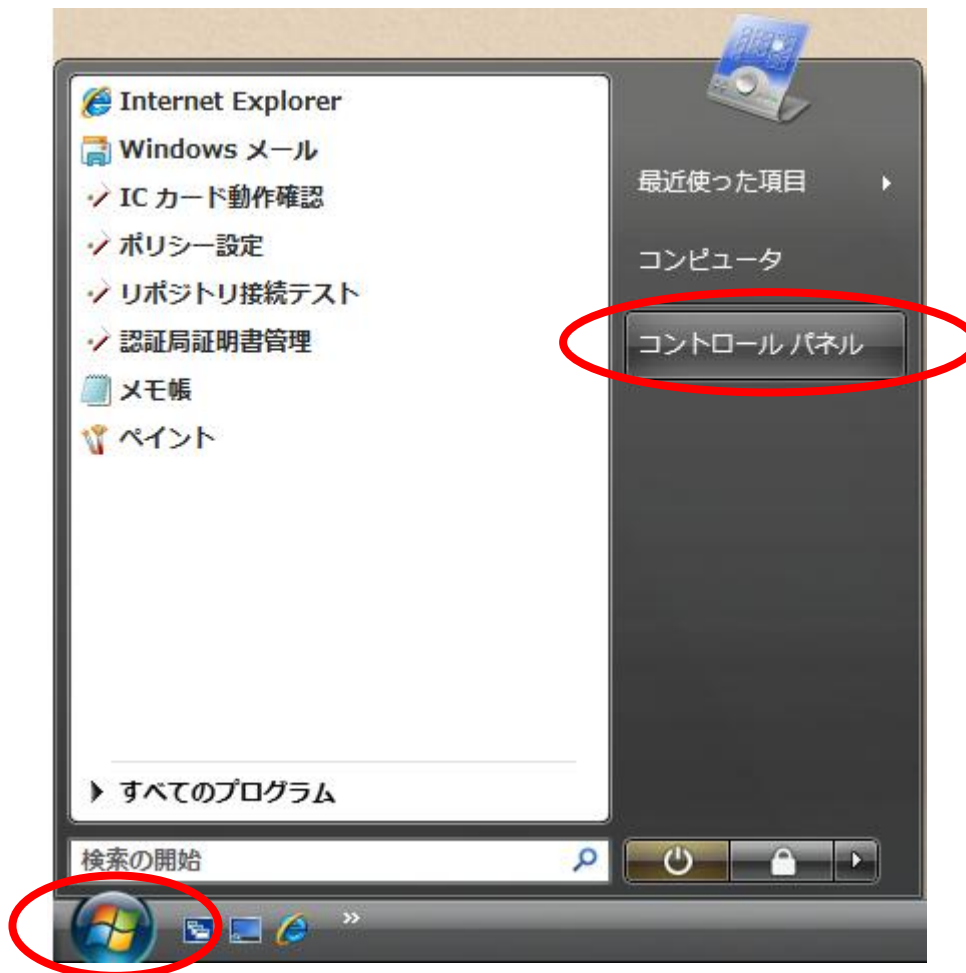 Internet Explorer
Windows メール
IC カード動作確認
ポリシー設定
リポジトリ接続テスト
認証局証明書管理
メモ帳
ペイント
すべてのプログラム
検索の開始
最近使った項目
コンピュータ
コントロール パネル